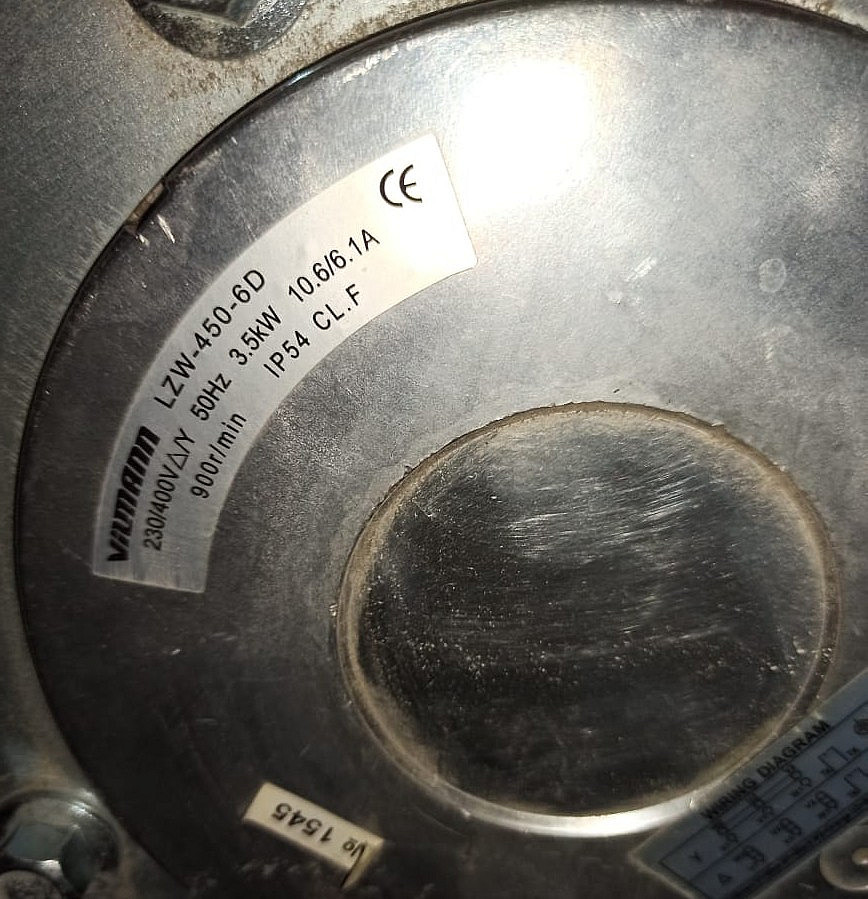 CE
VilMANN LZW-450-6D
230/400V△/Y 50Hz 3.5kW 10.6/6.1A
900r/min IP54 CL.F
№ 1545
WIRING DIAGRAM
Y
△